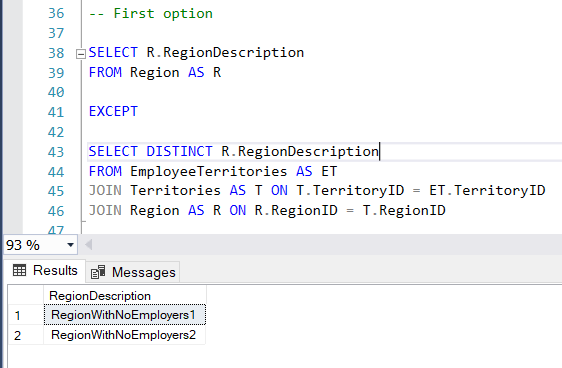 36 -- First option
37
38 SELECT R.RegionDescription
39 FROM Region AS R
40
41 EXCEPT
42
43 SELECT DISTINCT R.RegionDescription
44 FROM EmployeeTerritories AS ET
45 JOIN Territories AS T ON T.TerritoryID = ET.TerritoryID
46 JOIN Region AS R ON R.RegionID = T.RegionID
47
93 %
Results Messages
RegionDescription
1 RegionWithNoEmployers1
2 RegionWithNoEmployers2